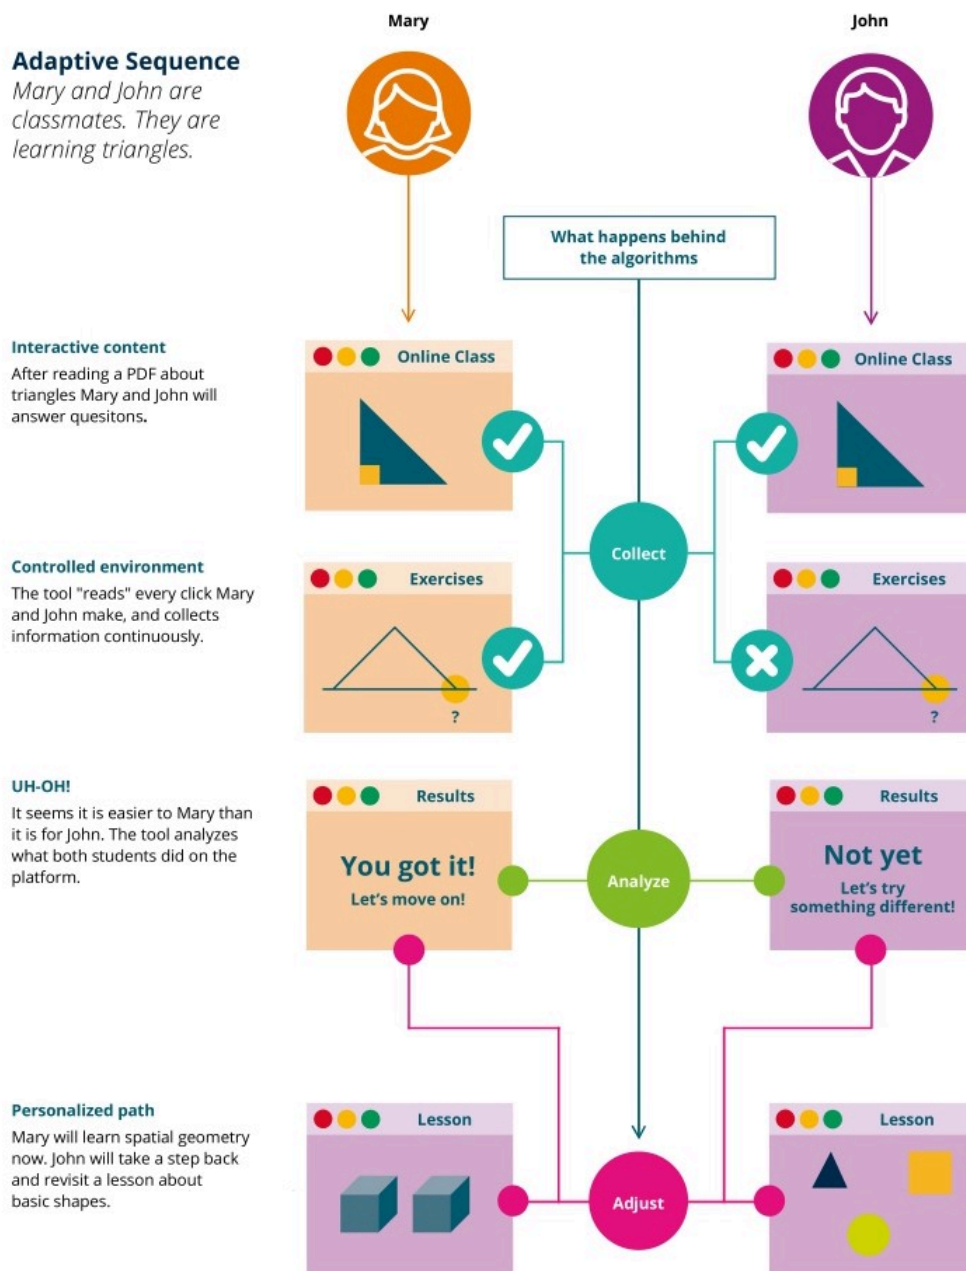 Mary
John
Adaptive Sequence
Mary and John are
classmates. They are
learning triangles.
What happens behind
the algorithms
Interactive content
After reading a PDF about
triangles Mary and John will
answer quesitons.
Online Class
Online Class
Collect
Controlled environment
The tool "reads" every click Mary
and John make, and collects
information continuously.
Exercises
?
Exercises
?
UH-OH!
It seems it is easier to Mary than
it is for John. The tool analyzes
what both students did on the
platform.
Results
You got it!
Let's move on!
Analyze
Results
Not yet
Let's try
something different!
Personalized path
Mary will learn spatial geometry
now. John will take a step back
and revisit a lesson about
basic shapes.
Lesson
Adjust
Lesson